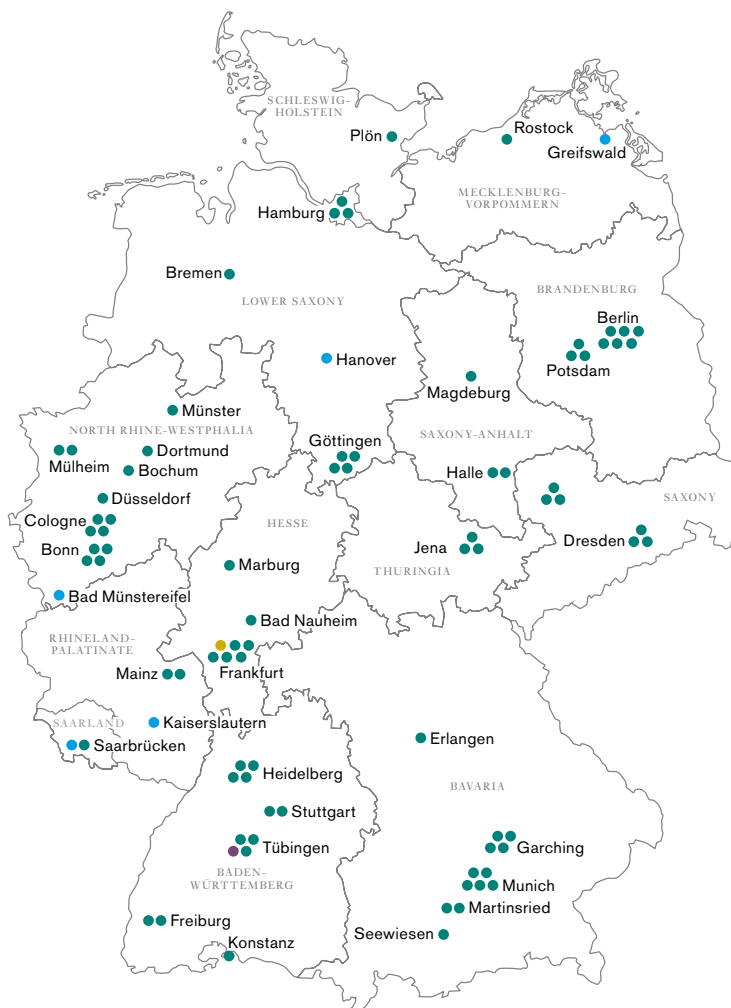 SCHLESWIG-
HOLSTEIN
Plön
Rostock
Greifswald
MECKLENBURG-
VORPOMMERN
Hamburg
Bremen
LOWER SAXONY
BRANDENBURG
Berlin
Potsdam
Hanover
Magdeburg
Münster
NORTH RHINE-WESTPHALIA
Dortmund
Mülheim
Bochum
Göttingen
SAXONY-ANHALT
Halle
SAXONY
Düsseldorf
Cologne
Bonn
HESSE
Dresden
Jena
THURINGIA
Marburg
Bad Münstereifel
Bad Nauheim
RHINELAND-
PALATINATE
Mainz
Frankfurt
SAARLAND
Kaiserslautern
Saarbrücken
Erlangen
Heidelberg
BAVARIA
Stuttgart
Tübingen
Garching
BADEN-
WÜRTTEMBERG
Munich
Martinsried
Freiburg
Seewiesen
Konstanz